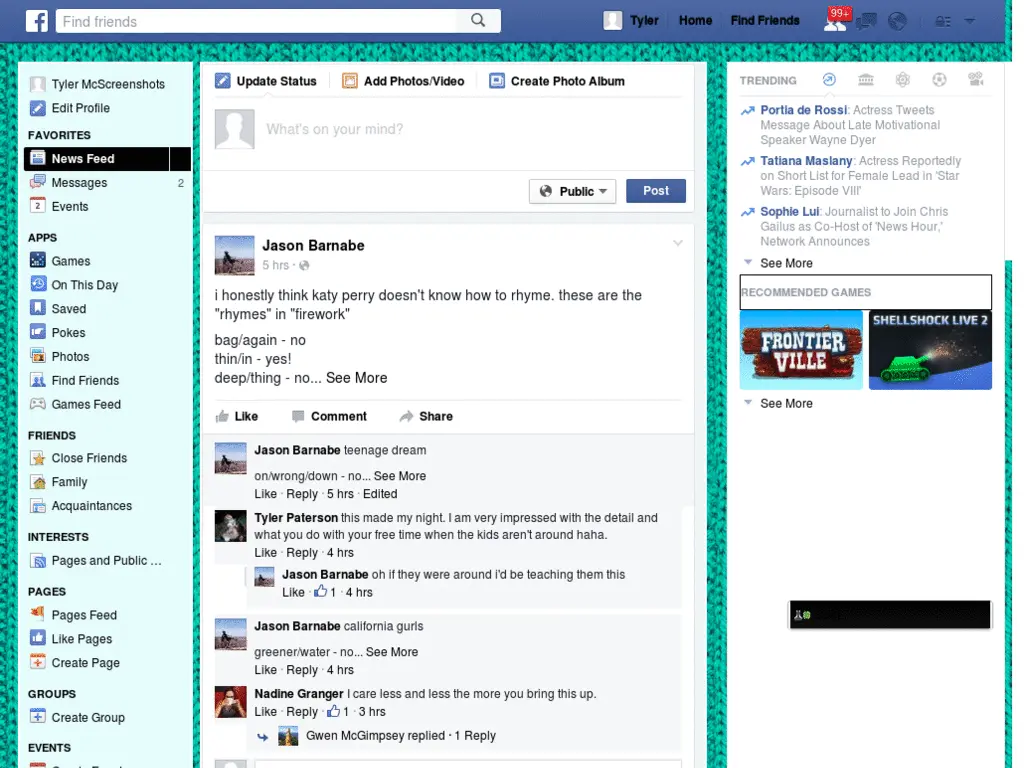 f Find friends
Tyler Home Find Friends 99+
Tyler McScreenshots
Edit Profile
FAVORITES
News Feed
Messages 2
2 Events
APPS
Games
On This Day
Saved
Pokes
Photos
Find Friends
Games Feed
FRIENDS
Close Friends
Family
Acquaintances
INTERESTS
Pages and Public ...
PAGES
Pages Feed
Like Pages
Create Page
GROUPS
Create Group
EVENTS
Update Status Add Photos/Video Create Photo Album
What's on your mind?
Public Post
Jason Barnabe
5 hrs ·
i honestly think katy perry doesn't know how to rhyme. these are the
"rhymes" in "firework"
bag/again - no
thin/in - yes!
deep/thing - no... See More
Like Comment Share
Jason Barnabe teenage dream
on/wrong/down - no... See More
Like · Reply · 5 hrs · Edited
Tyler Paterson this made my night. I am very impressed with the detail and
what you do with your free time when the kids aren't around haha.
Like · Reply · 4 hrs
Jason Barnabe oh if they were around i'd be teaching them this
Like · 1 · 4 hrs
Jason Barnabe california gurls
greener/water - no... See More
Like · Reply · 4 hrs
Nadine Granger I care less and less the more you bring this up.
Like · Reply · 1 · 3 hrs
Gwen McGimpsey replied · 1 Reply
TRENDING
Portia de Rossi: Actress Tweets
Message About Late Motivational
Speaker Wayne Dyer
Tatiana Maslany: Actress Reportedly
on Short List for Female Lead in 'Star
Wars: Episode VIII'
Sophie Lui: Journalist to Join Chris
Gailus as Co-Host of 'News Hour,'
Network Announces
See More
RECOMMENDED GAMES
FRONTIER
VILLE
SHELLSHOCK LIVE 2
See More